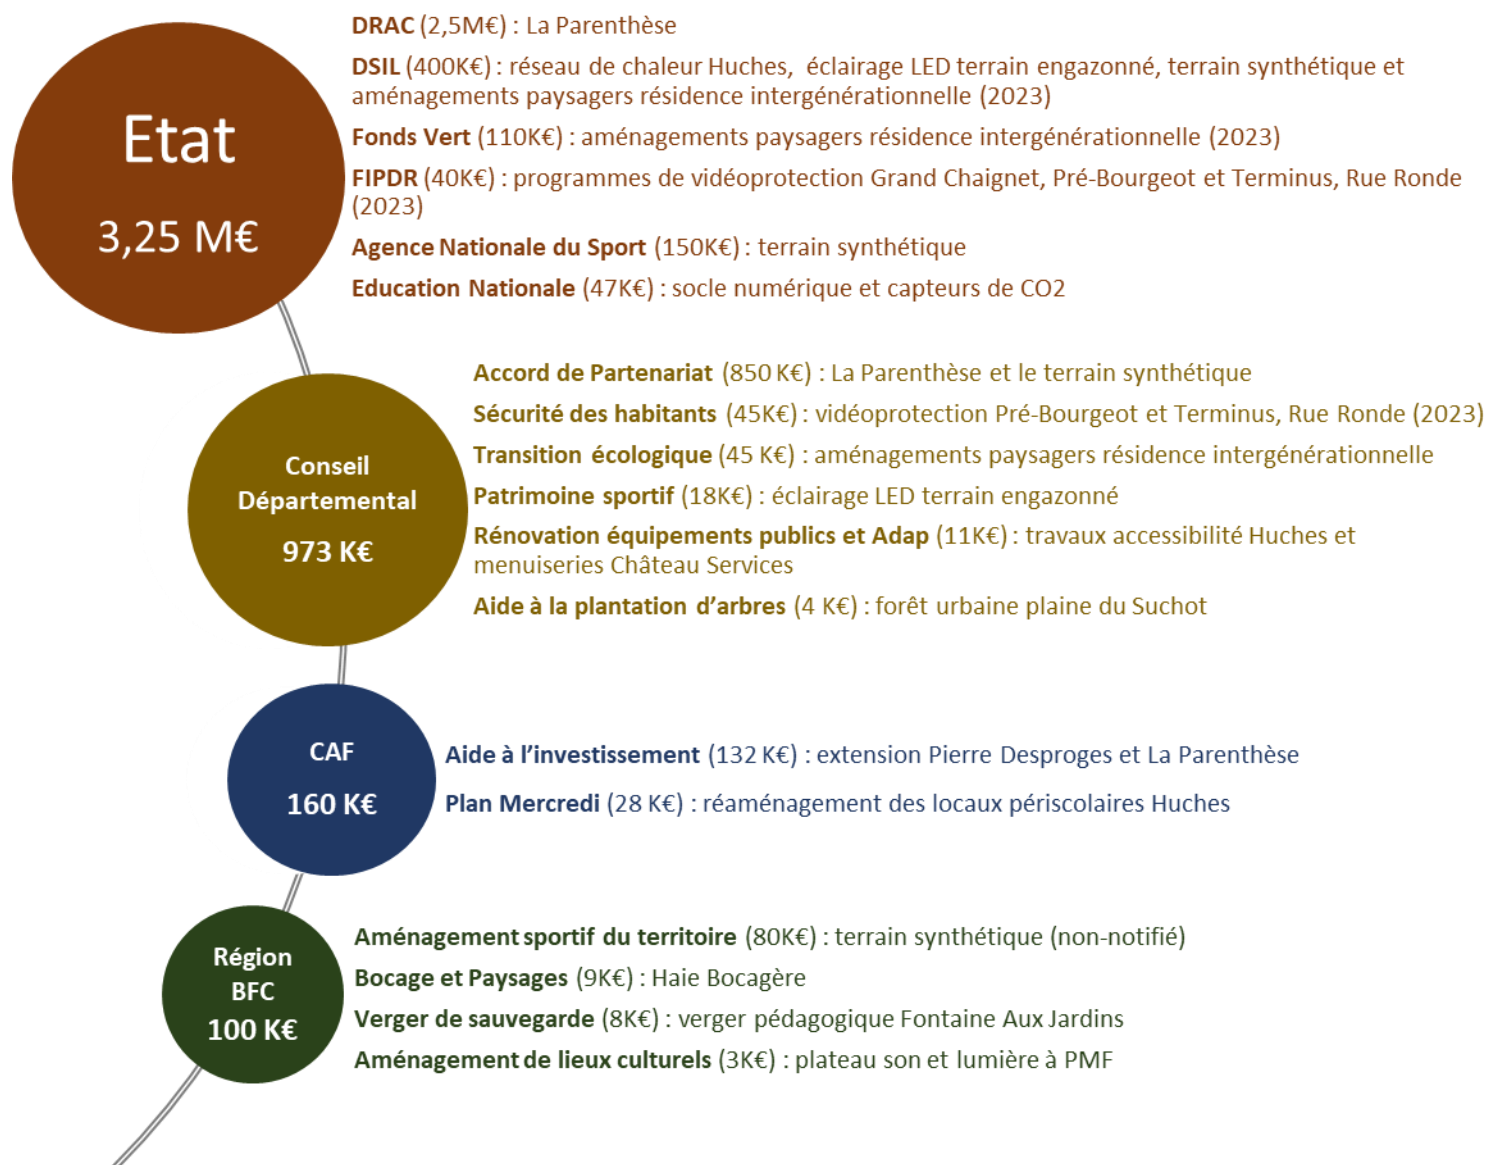 Etat
3,25 M€
DRAC (2,5M€) : La Parenthèse
DSIL (400K€) : réseau de chaleur Huches, éclairage LED terrain engazonné, terrain synthétique et
aménagements paysagers résidence intergénérationnelle (2023)
Fonds Vert (110K€) : aménagements paysagers résidence intergénérationnelle (2023)
FIPDR (40K€) : programmes de vidéoprotection Grand Chaignet, Pré-Bourgeot et Terminus, Rue Ronde
(2023)
Agence Nationale du Sport (150K€) : terrain synthétique
Education Nationale (47K€) : socle numérique et capteurs de CO2
Conseil
Départemental
973 K€
Accord de Partenariat (850 K€) : La Parenthèse et le terrain synthétique
Sécurité des habitants (45K€) : vidéoprotection Pré-Bourgeot et Terminus, Rue Ronde (2023)
Transition écologique (45 K€) : aménagements paysagers résidence intergénérationnelle
Patrimoine sportif (18K€) : éclairage LED terrain engazonné
Rénovation équipements publics et Adap (11K€) : travaux accessibilité Huches et
menuiseries Château Services
Aide à la plantation d’arbres (4 K€) : forêt urbaine plaine du Suchot
CAF
160 K€
Aide à l’investissement (132 K€) : extension Pierre Desproges et La Parenthèse
Plan Mercredi (28 K€) : réaménagement des locaux périscolaires Huches
Région
BFC
100 K€
Aménagement sportif du territoire (80K€) : terrain synthétique (non-notifié)
Bocage et Paysages (9K€) : Haie Bocagère
Verger de sauvegarde (8K€) : verger pédagogique Fontaine Aux Jardins
Aménagement de lieux culturels (3K€) : plateau son et lumière à PMF